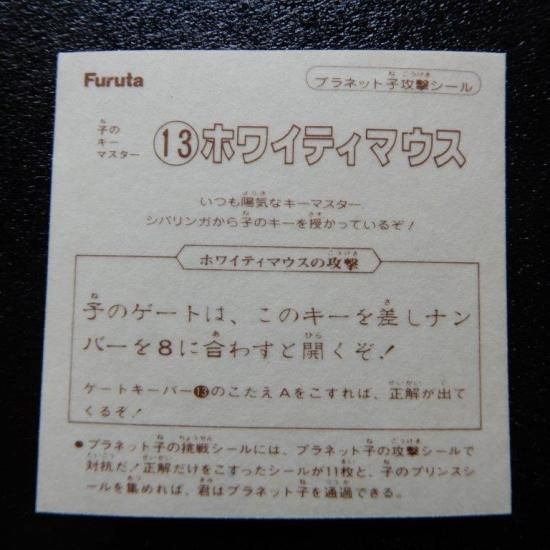 Furuta
プラネット子攻撃シール
子の
キー
マスター
⑬ホワイティマウス
いつも陽気なキーマスター
シバリンガから子のキーを授かっているぞ！
ホワイティマウスの攻撃
子のゲートは、このキーを差しナン
バーを8に合わすと開くぞ！
ゲートキーパー⓭のこたえAをこすれば、正解が出て
くるぞ！
●プラネット子の挑戦シールには、プラネット子の攻撃シールで
対抗だ！正解だけをこすったシールが11枚と、子のプリンスシ
ールを集めれば、君はプラネット子を通過できる。